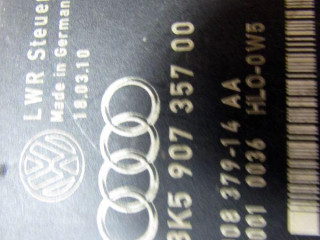 LWR Steuer
Made in Germany
18.03.10
8K5 907 357 00
08 379-14 AA
001 0036 HLO-0W5